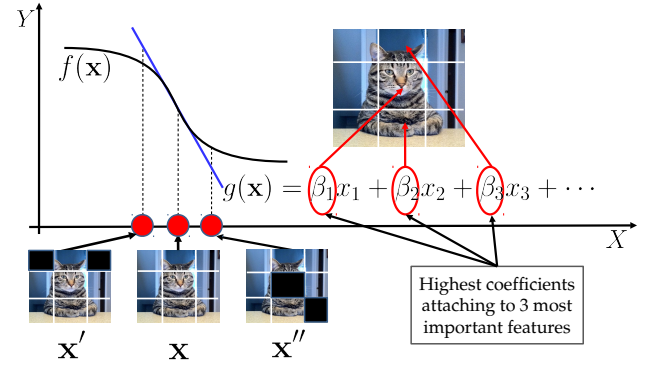 Y
f(x)
g(x) = β₁x₁ + β₂x₂ + β₃x₃ + ⋯
X
Highest coefficients
attaching to 3 most
important features
x′
x
x″